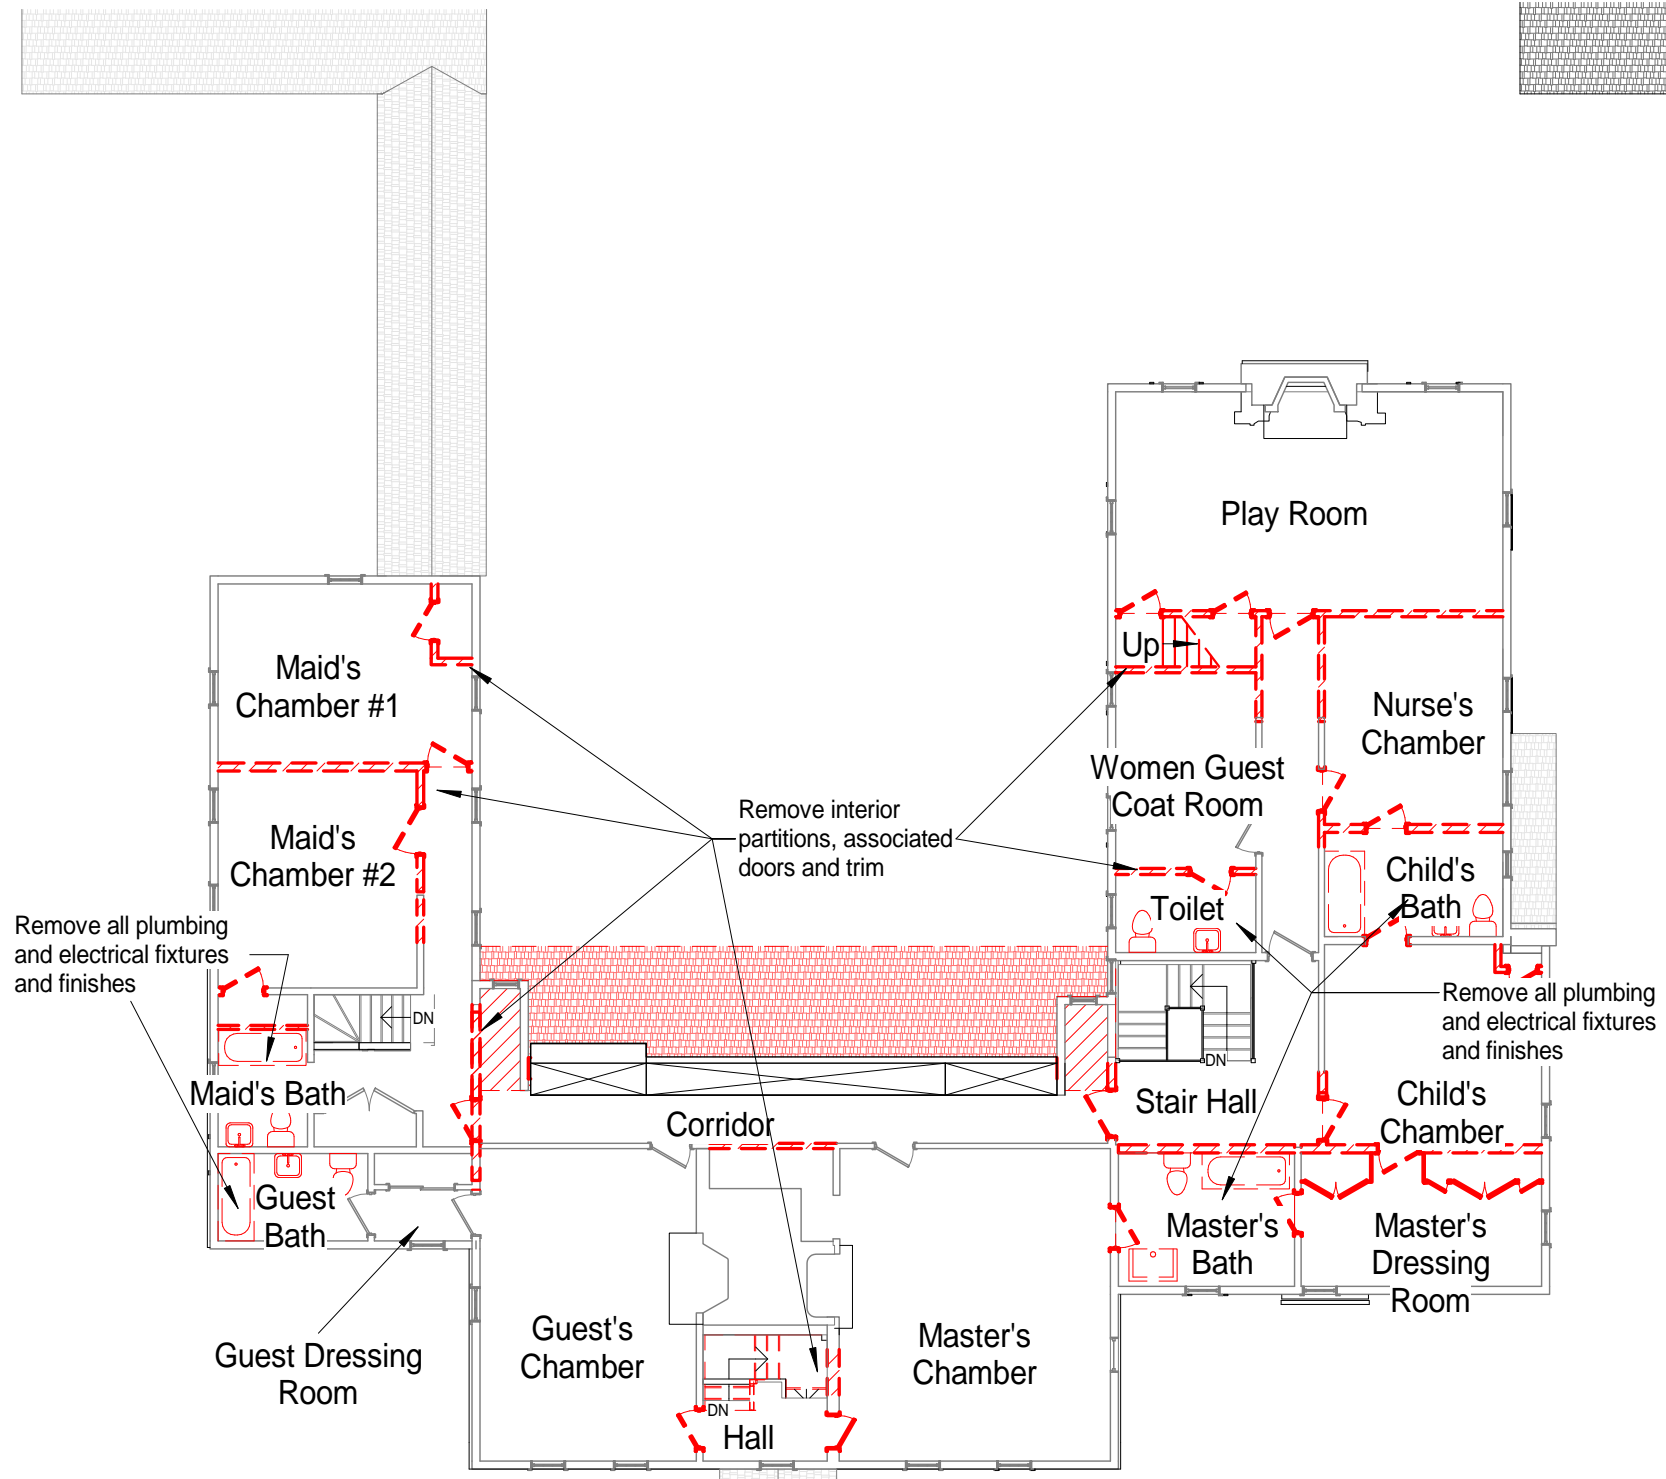 Play Room
Up
Maid's
Chamber #1
Nurse's
Chamber
Women Guest
Coat Room
Remove interior
partitions, associated
doors and trim
Maid's
Chamber #2
Child's
Bath
Toilet
Remove all plumbing
and electrical fixtures
and finishes
Remove all plumbing
and electrical fixtures
and finishes
DN
DN
Maid's Bath
Corridor
Stair Hall
Child's
Chamber
Guest
Bath
Master's
Bath
Master's
Dressing
Room
Guest Dressing
Room
Guest's
Chamber
Master's
Chamber
DN
Hall